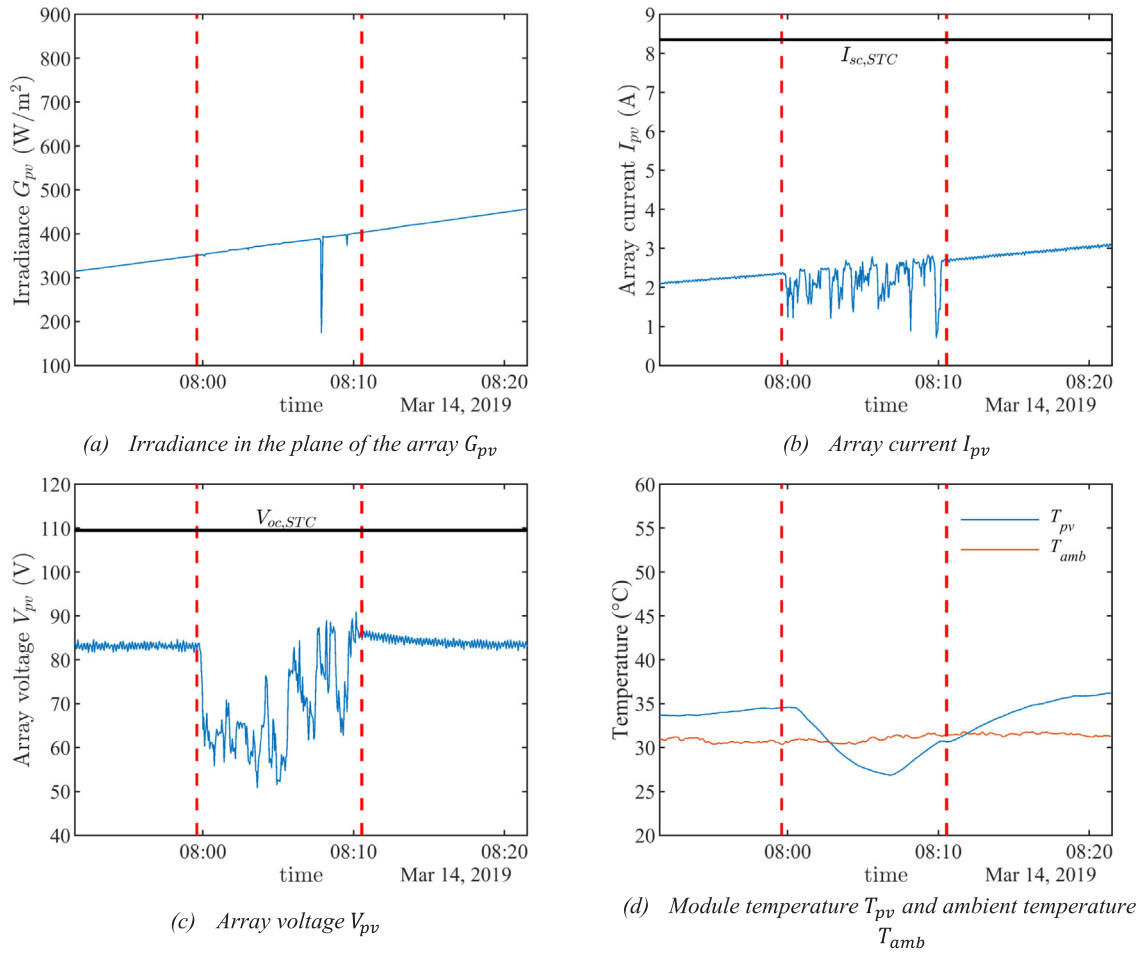 900
800
700
600
500
400
300
200
100
Irradiance G_pv (W/m²)
08:00 08:10 08:20
time Mar 14, 2019
(a) Irradiance in the plane of the array G_pv
9
8
7
6
5
4
3
2
1
0
Array current I_pv (A)
I_sc,STC
08:00 08:10 08:20
time Mar 14, 2019
(b) Array current I_pv
120
110
100
90
80
70
60
50
40
Array voltage V_pv (V)
V_oc,STC
08:00 08:10 08:20
time Mar 14, 2019
(c) Array voltage V_pv
60
55
50
45
40
35
30
25
20
Temperature (°C)
T_pv
T_amb
08:00 08:10 08:20
time Mar 14, 2019
(d) Module temperature T_pv and ambient temperature
T_amb